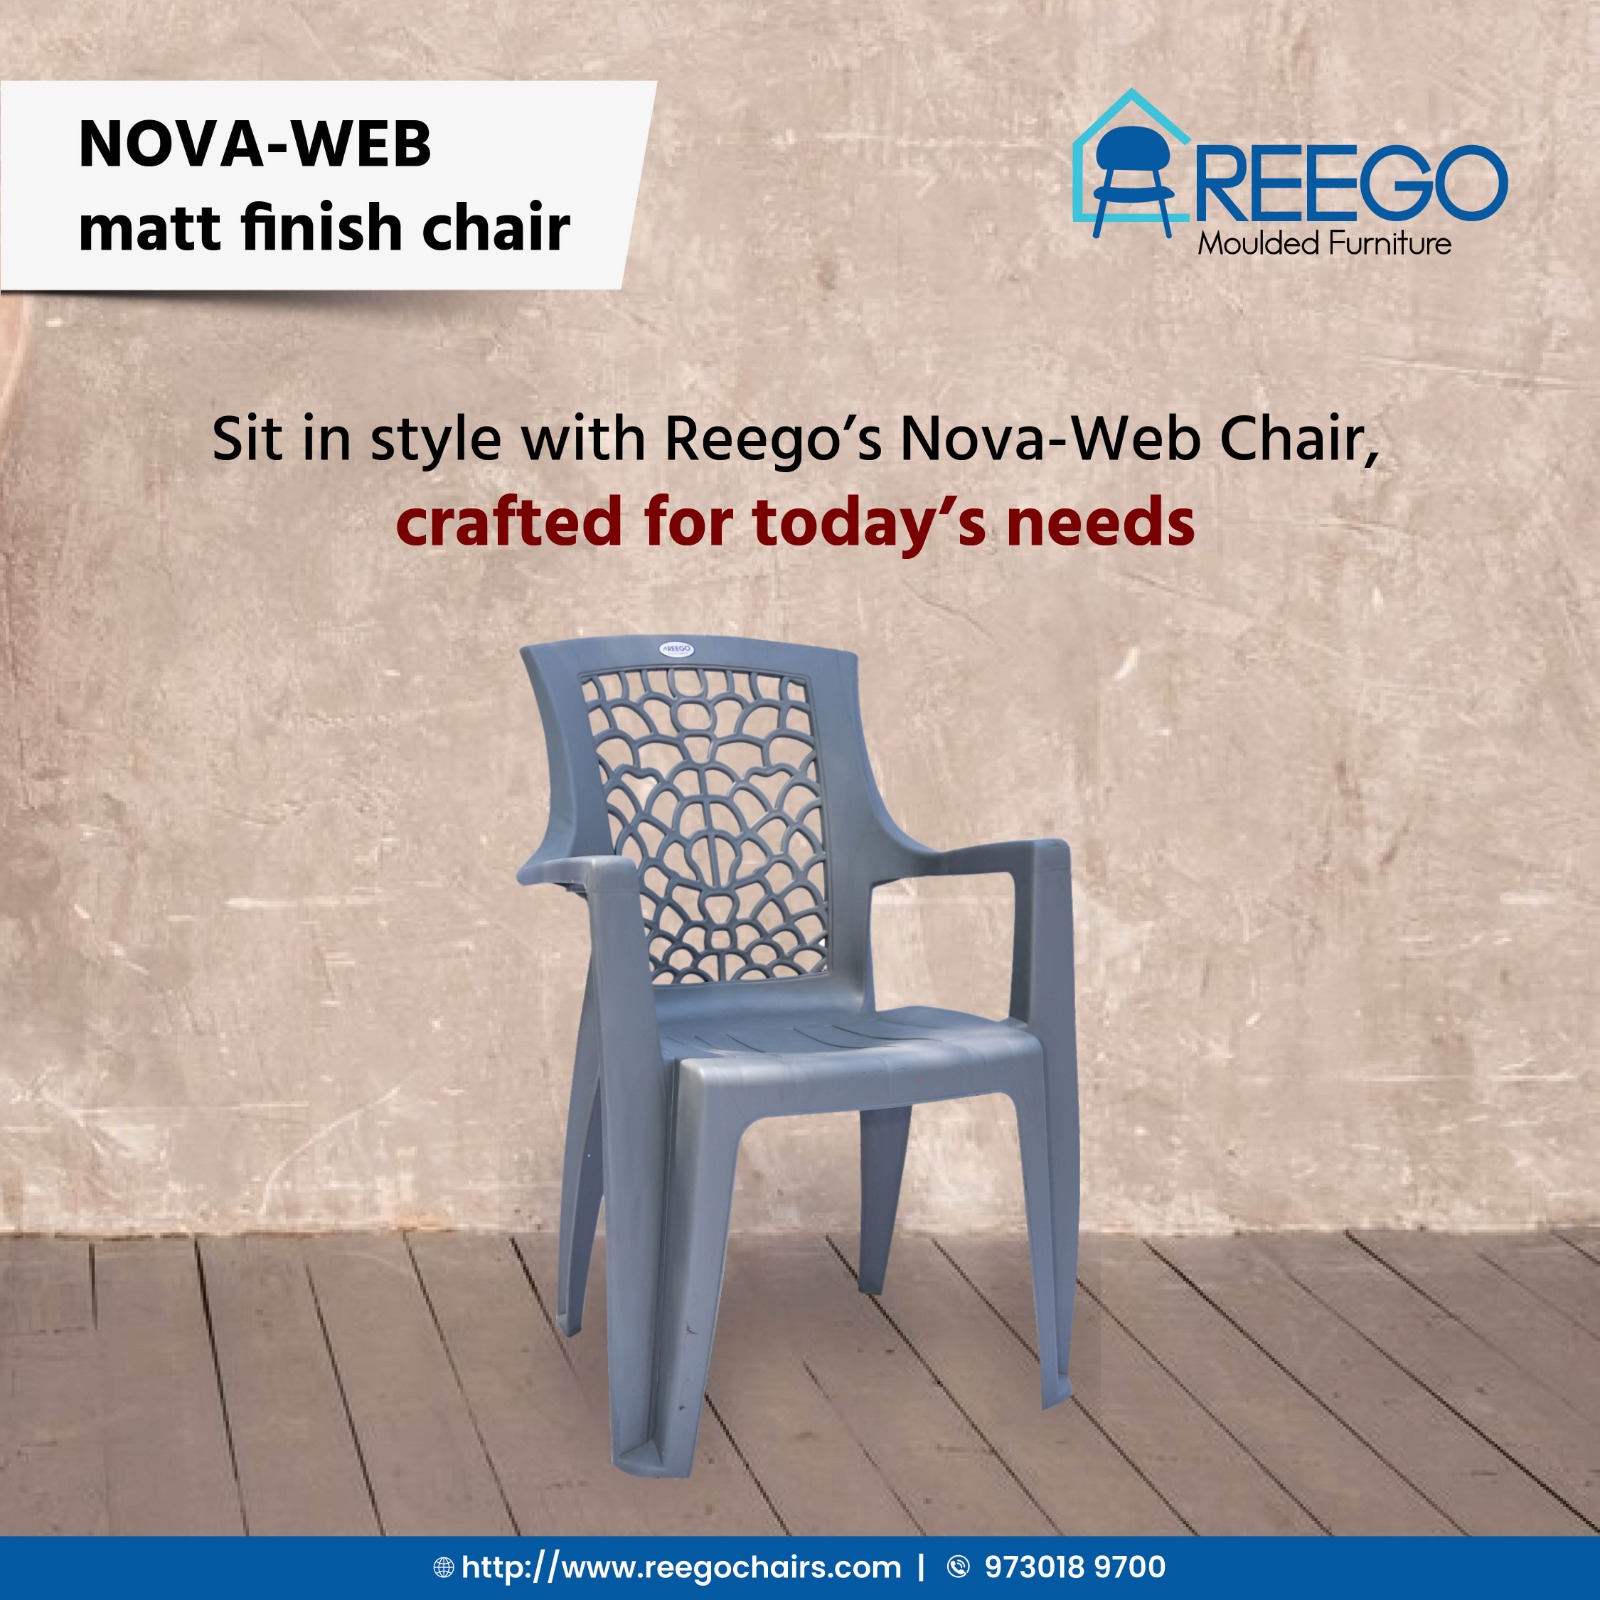 NOVA-WEB
matt finish chair
REEGO
Moulded Furniture
Sit in style with Reego’s Nova-Web Chair,
crafted for today’s needs
REEGO
http://www.reegochairs.com | 973018 9700